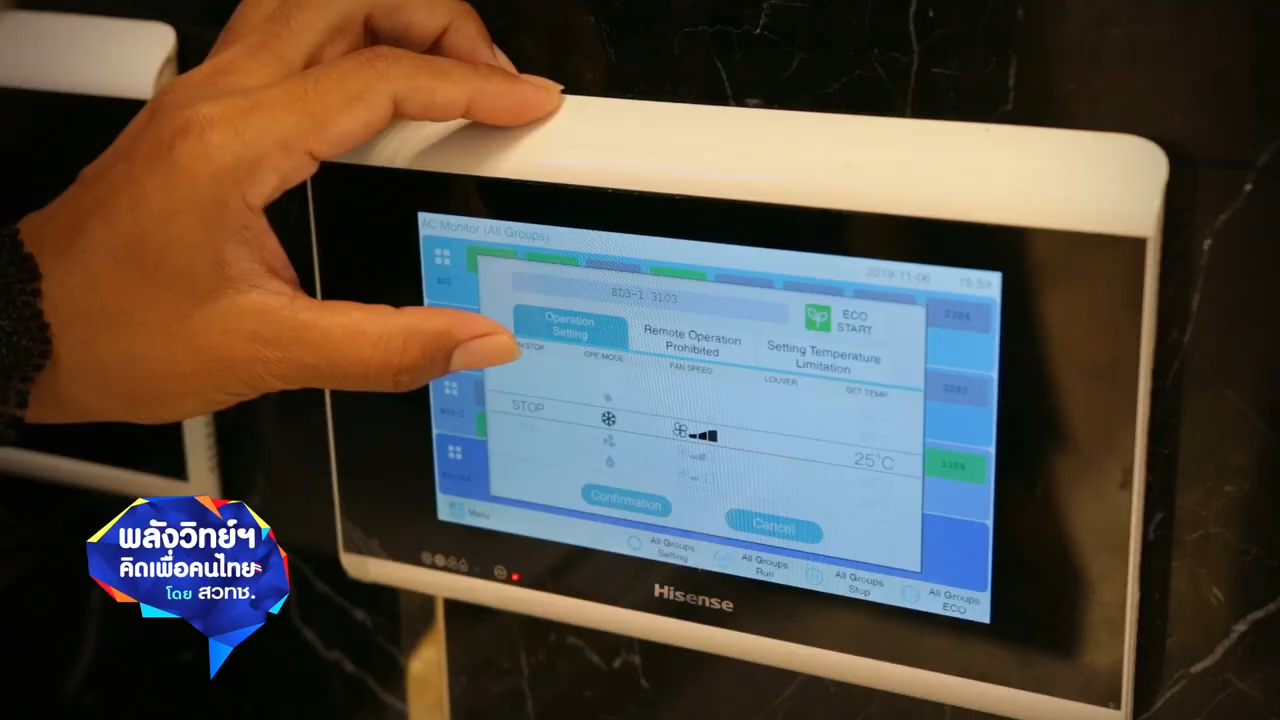 AC Monitor (All Groups)
2019-11-06
ED3-1 3103
ECO
START
Operation
Setting
Remote Operation
Prohibited
Setting Temperature
Limitation
OPE.MODE
FAN SPEED
LOUVER
SET TEMP.
STOP
25°C
Confirmation
Cancel
Menu
All Groups
Setting
All Groups
Run
All Groups
Stop
All Groups
ECO
Hisense
พลังวิทย์ฯ
คิดเพื่อคนไทย
โดย สวทช.